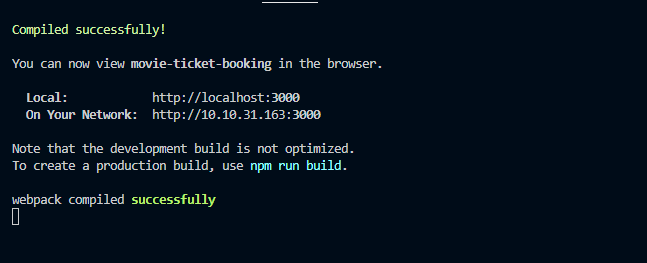 Compiled successfully!
You can now view movie-ticket-booking in the browser.
Local: http://localhost:3000
On Your Network: http://10.10.31.163:3000
Note that the development build is not optimized.
To create a production build, use npm run build.
webpack compiled successfully